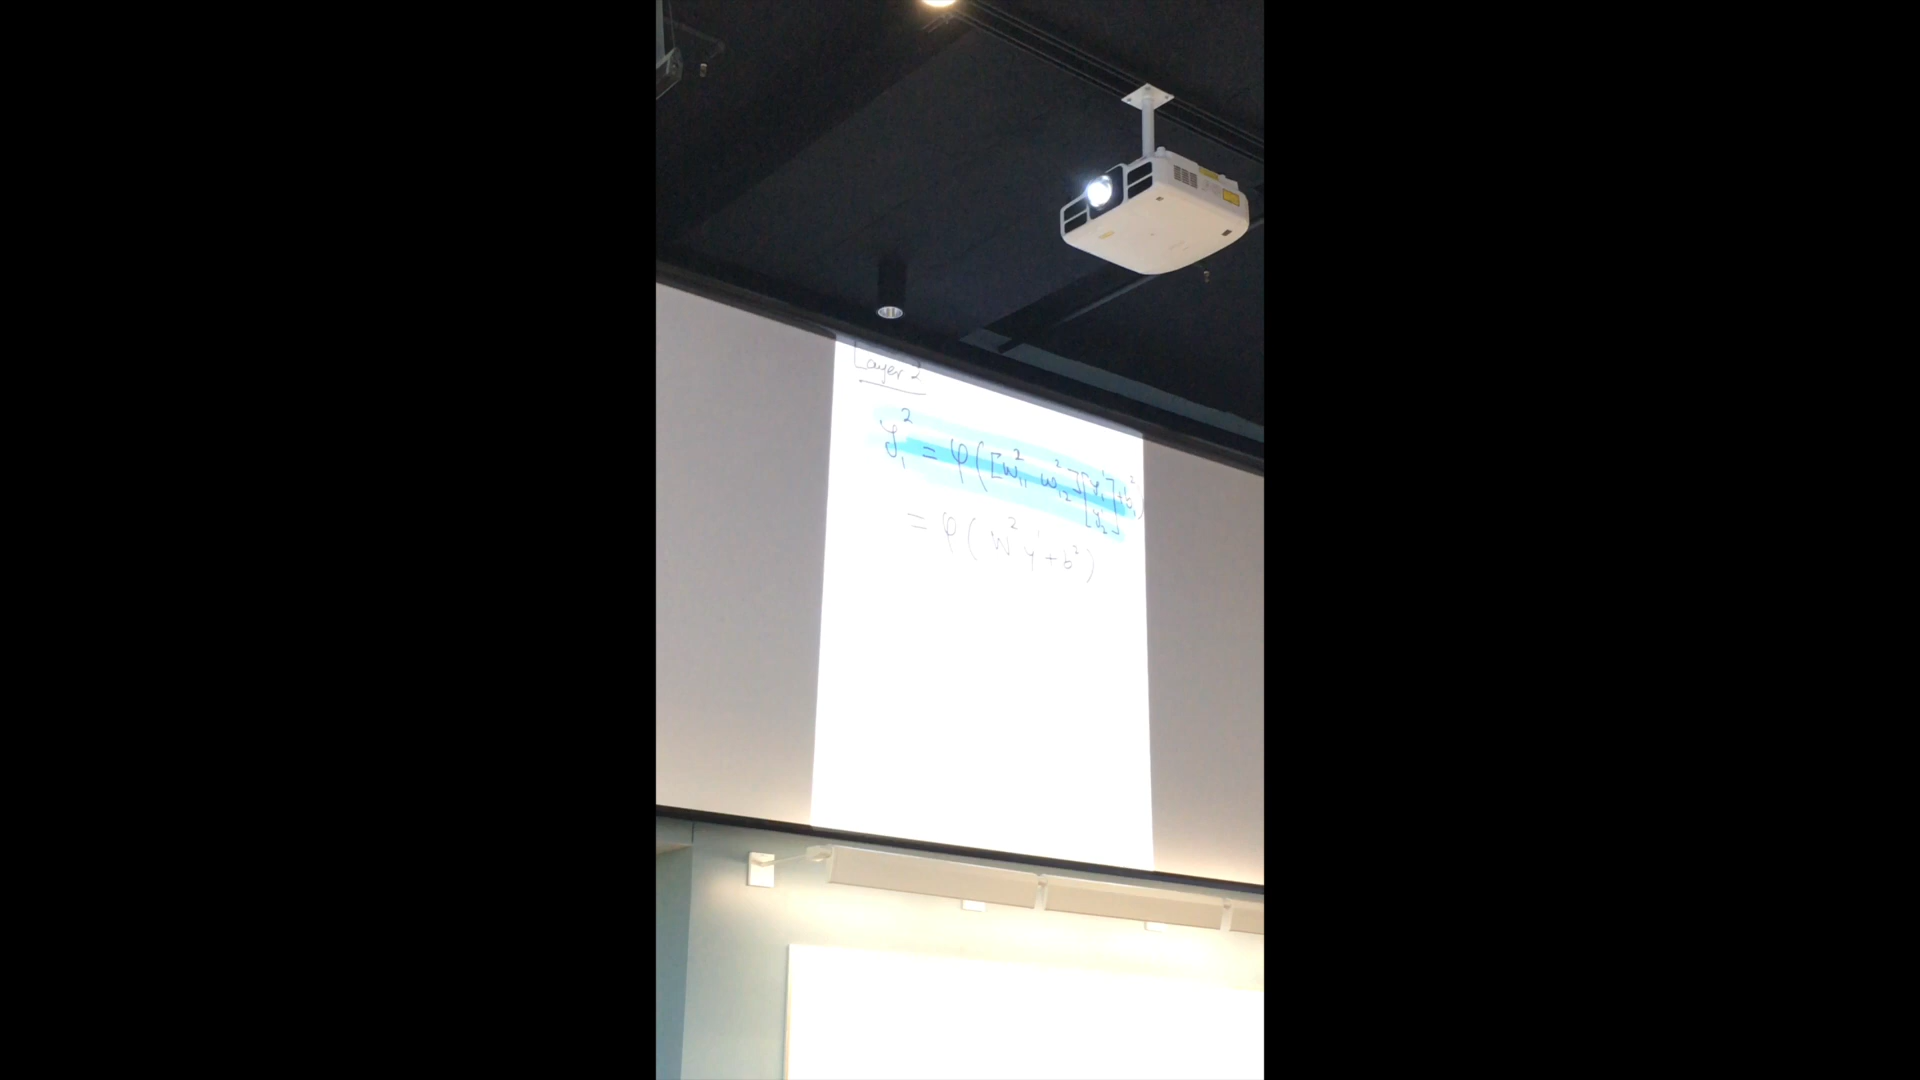 Layer 2
y₁² = φ([w₁₁² w₁₂²][y₁¹ y₂¹] + b₁²)
= φ(W² y¹ + b²)